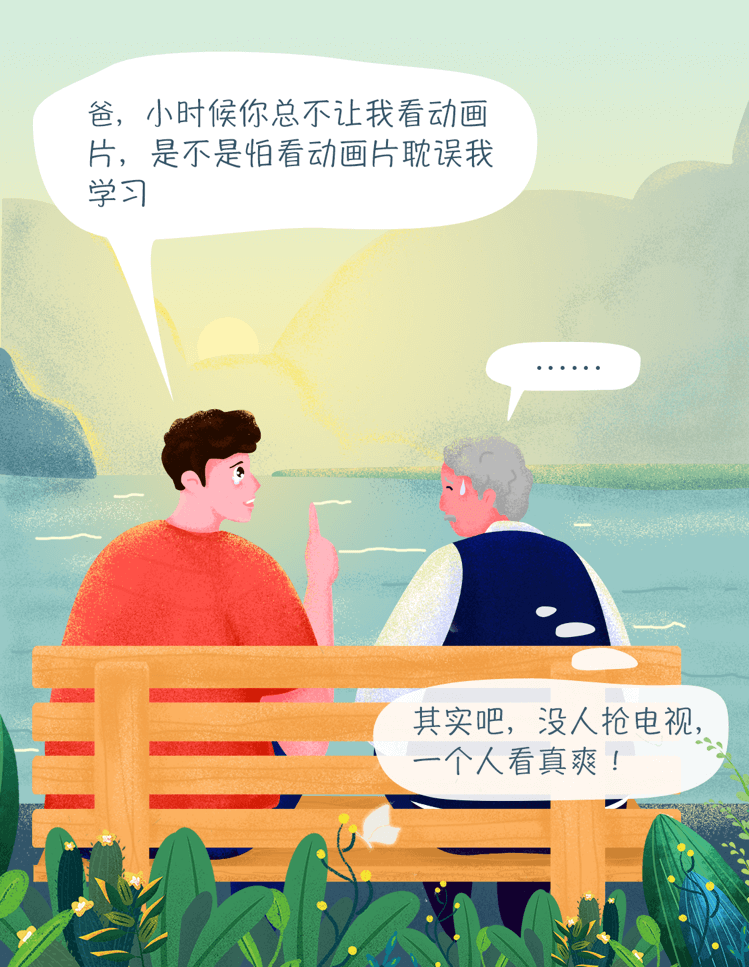 爸，小时候你总不让我看动画
片，是不是怕看动画片耽误我
学习
……
其实吧，没人抢电视，
一个人看真爽！